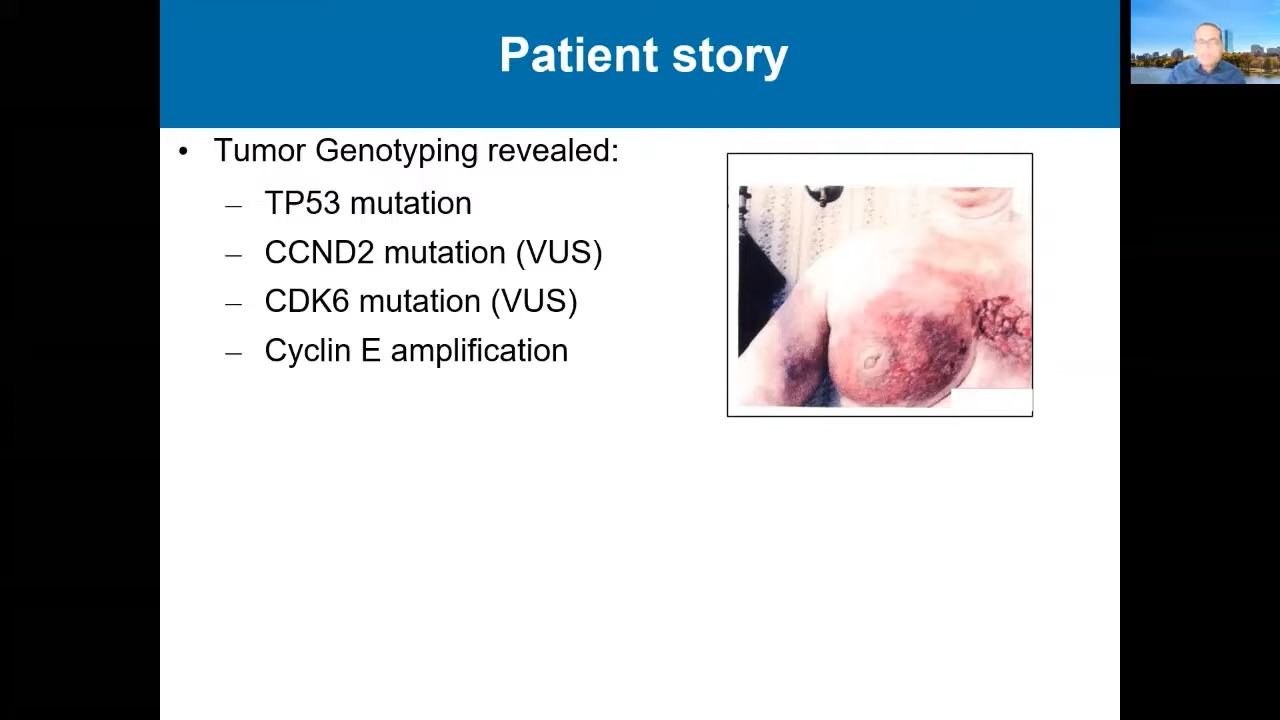 Patient story
• Tumor Genotyping revealed:
– TP53 mutation
– CCND2 mutation (VUS)
– CDK6 mutation (VUS)
– Cyclin E amplification